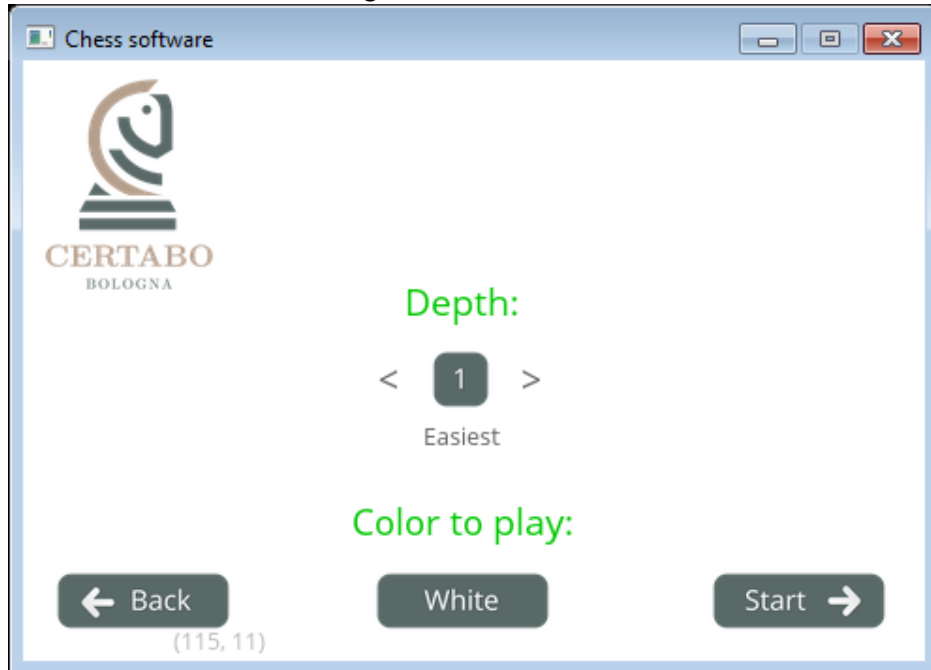 Chess software
CERTABO
BOLOGNA
Depth:
< 1 >
Easiest
Color to play:
Back White Start
(115, 11)